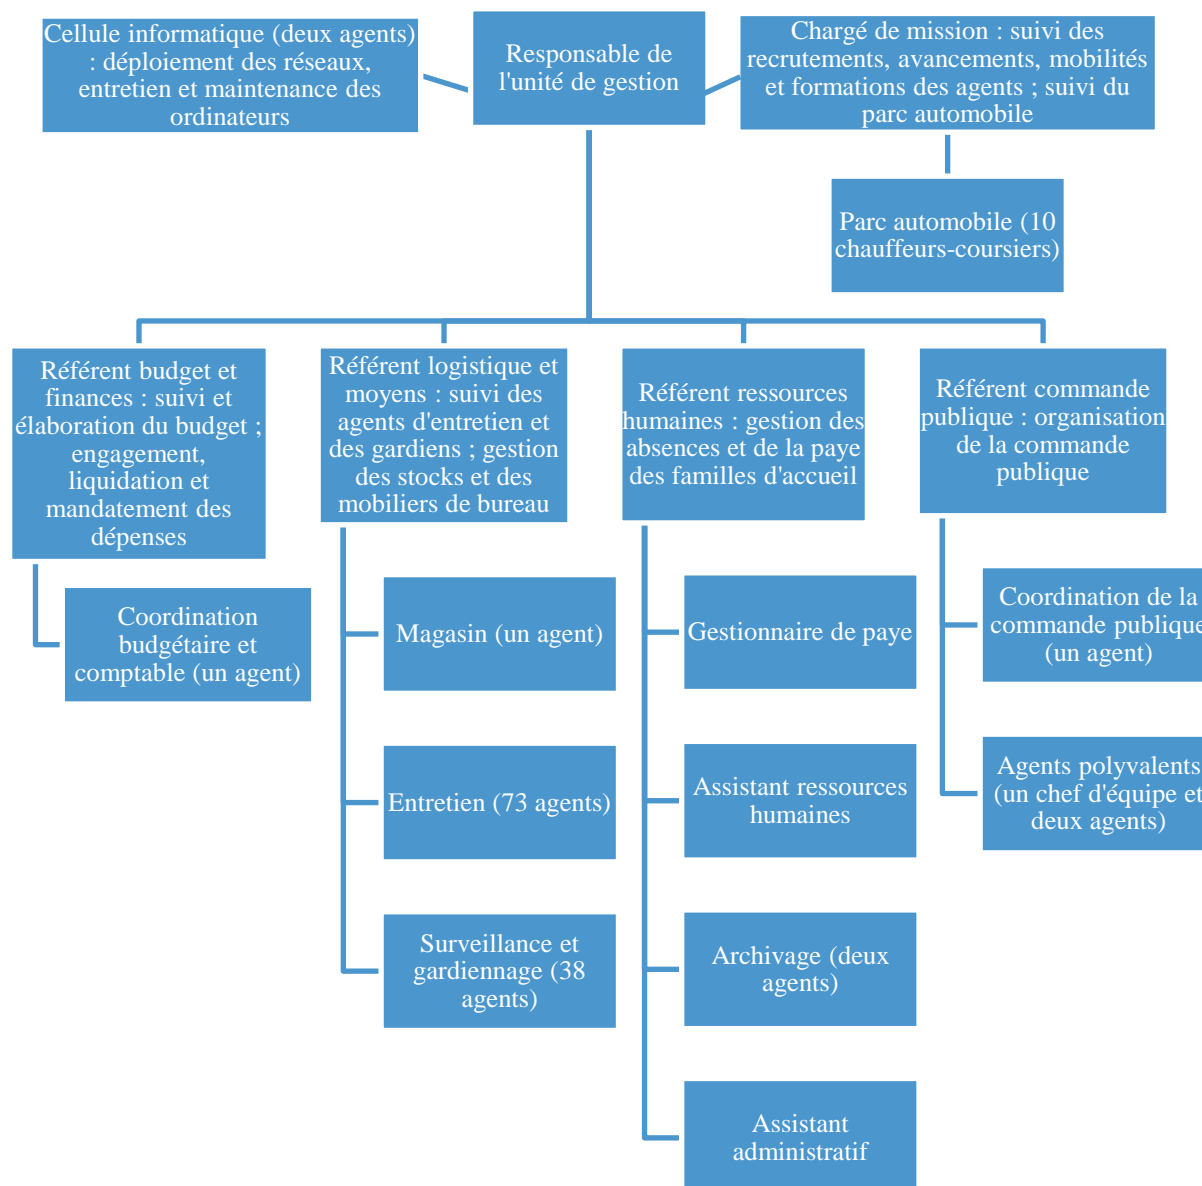 Cellule informatique (deux agents)
: déploiement des réseaux,
entretien et maintenance des
ordinateurs
Responsable de
l'unité de gestion
Chargé de mission : suivi des
recrutements, avancements, mobilités
et formations des agents ; suivi du
parc automobile
Parc automobile (10
chauffeurs-coursiers)
Référent budget et
finances : suivi et
élaboration du budget ;
engagement,
liquidation et
mandatement des
dépenses
Coordination
budgétaire et
comptable (un agent)
Référent logistique et
moyens : suivi des
agents d'entretien et
des gardiens ; gestion
des stocks et des
mobiliers de bureau
Magasin (un agent)
Entretien (73 agents)
Surveillance et
gardiennage (38
agents)
Référent ressources
humaines : gestion des
absences et de la paye
des familles d'accueil
Gestionnaire de paye
Assistant ressources
humaines
Archivage (deux
agents)
Assistant
administratif
Référent commande
publique : organisation
de la commande
publique
Coordination de la
commande publique
(un agent)
Agents polyvalents
(un chef d'équipe et
deux agents)